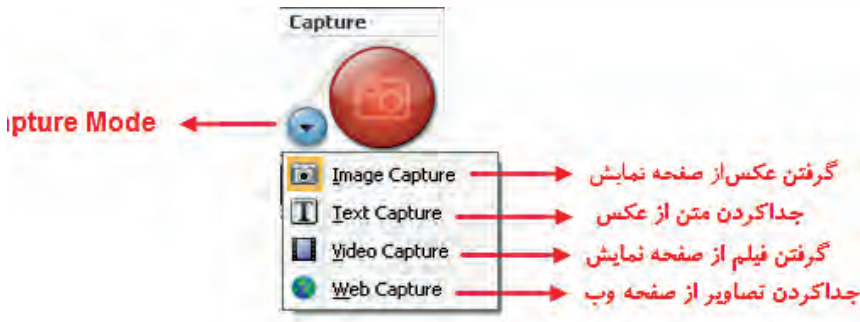 Capture
pture Mode
Image Capture گرفتن عکس از صفحه نمایش
Text Capture جداکردن متن از عکس
Video Capture گرفتن فیلم از صفحه نمایش
Web Capture جداکردن تصاویر از صفحه وب